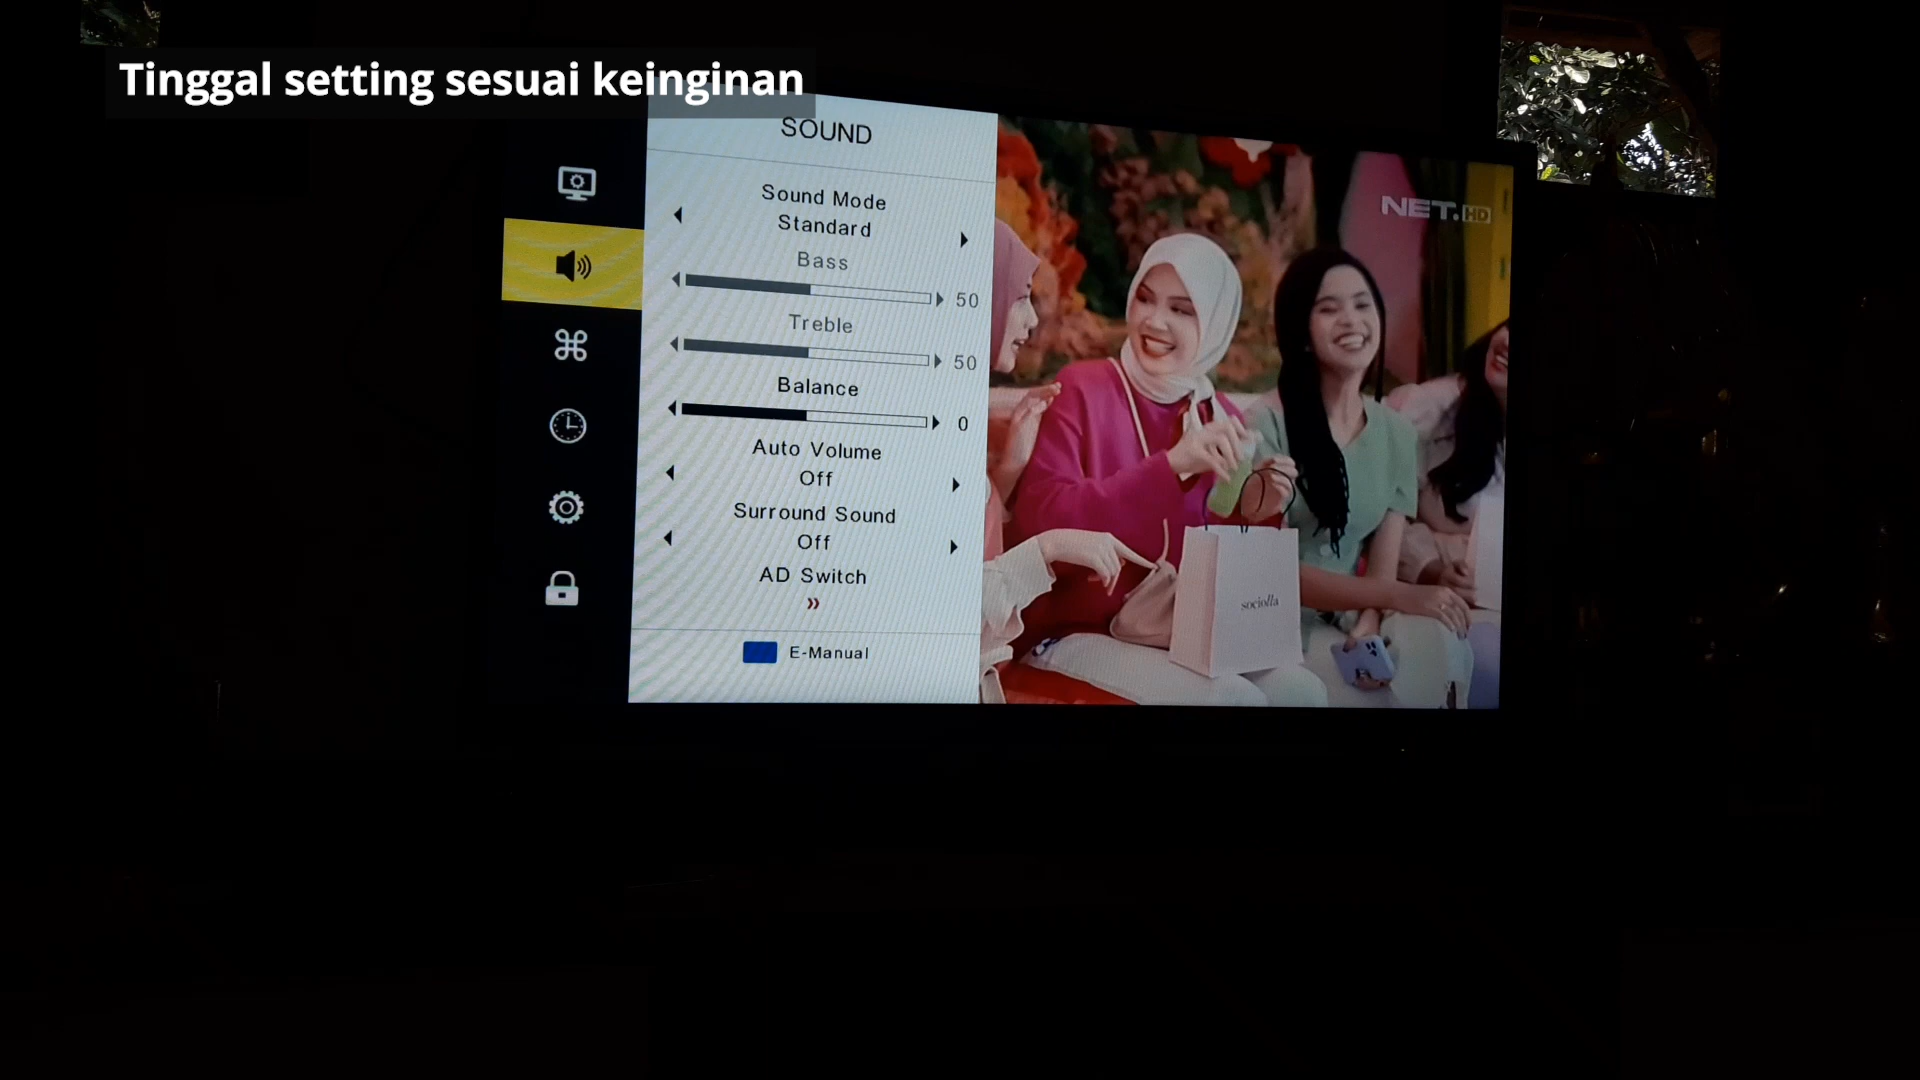 Tinggal setting sesuai keinginan
SOUND
Sound Mode
Standard
Bass
50
Treble
50
Balance
0
Auto Volume
Off
Surround Sound
Off
AD Switch
E-Manual
NET.HD
sociolla